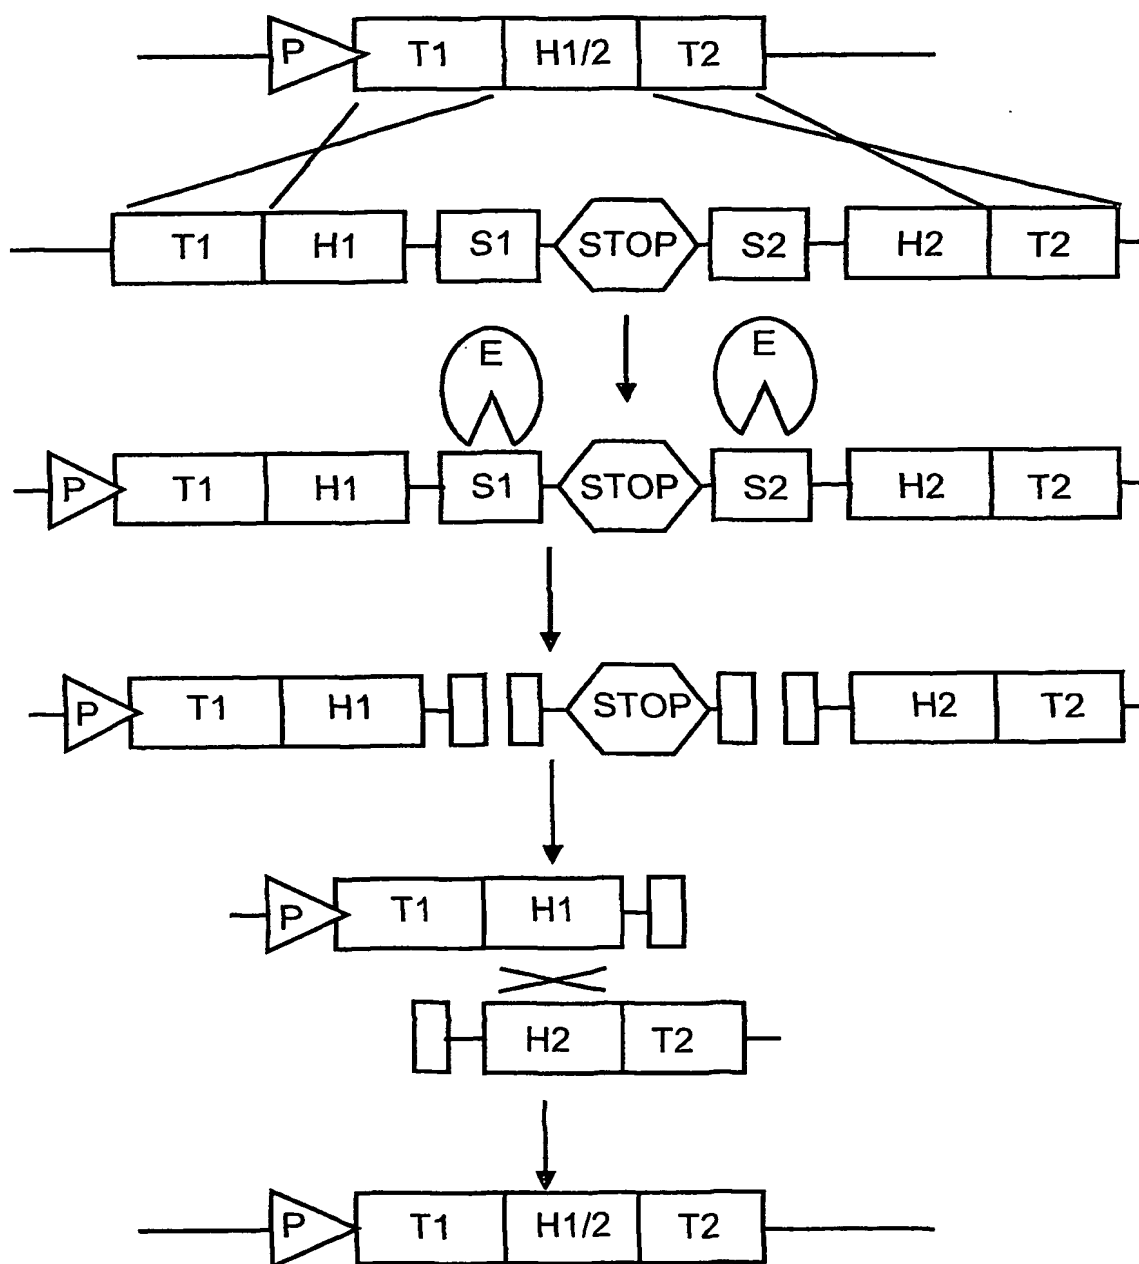 P T1 H1/2 T2
T1 H1 S1 STOP S2 H2 T2
E E
P T1 H1 S1 STOP S2 H2 T2
P T1 H1 STOP H2 T2
P T1 H1
H2 T2
P T1 H1/2 T2